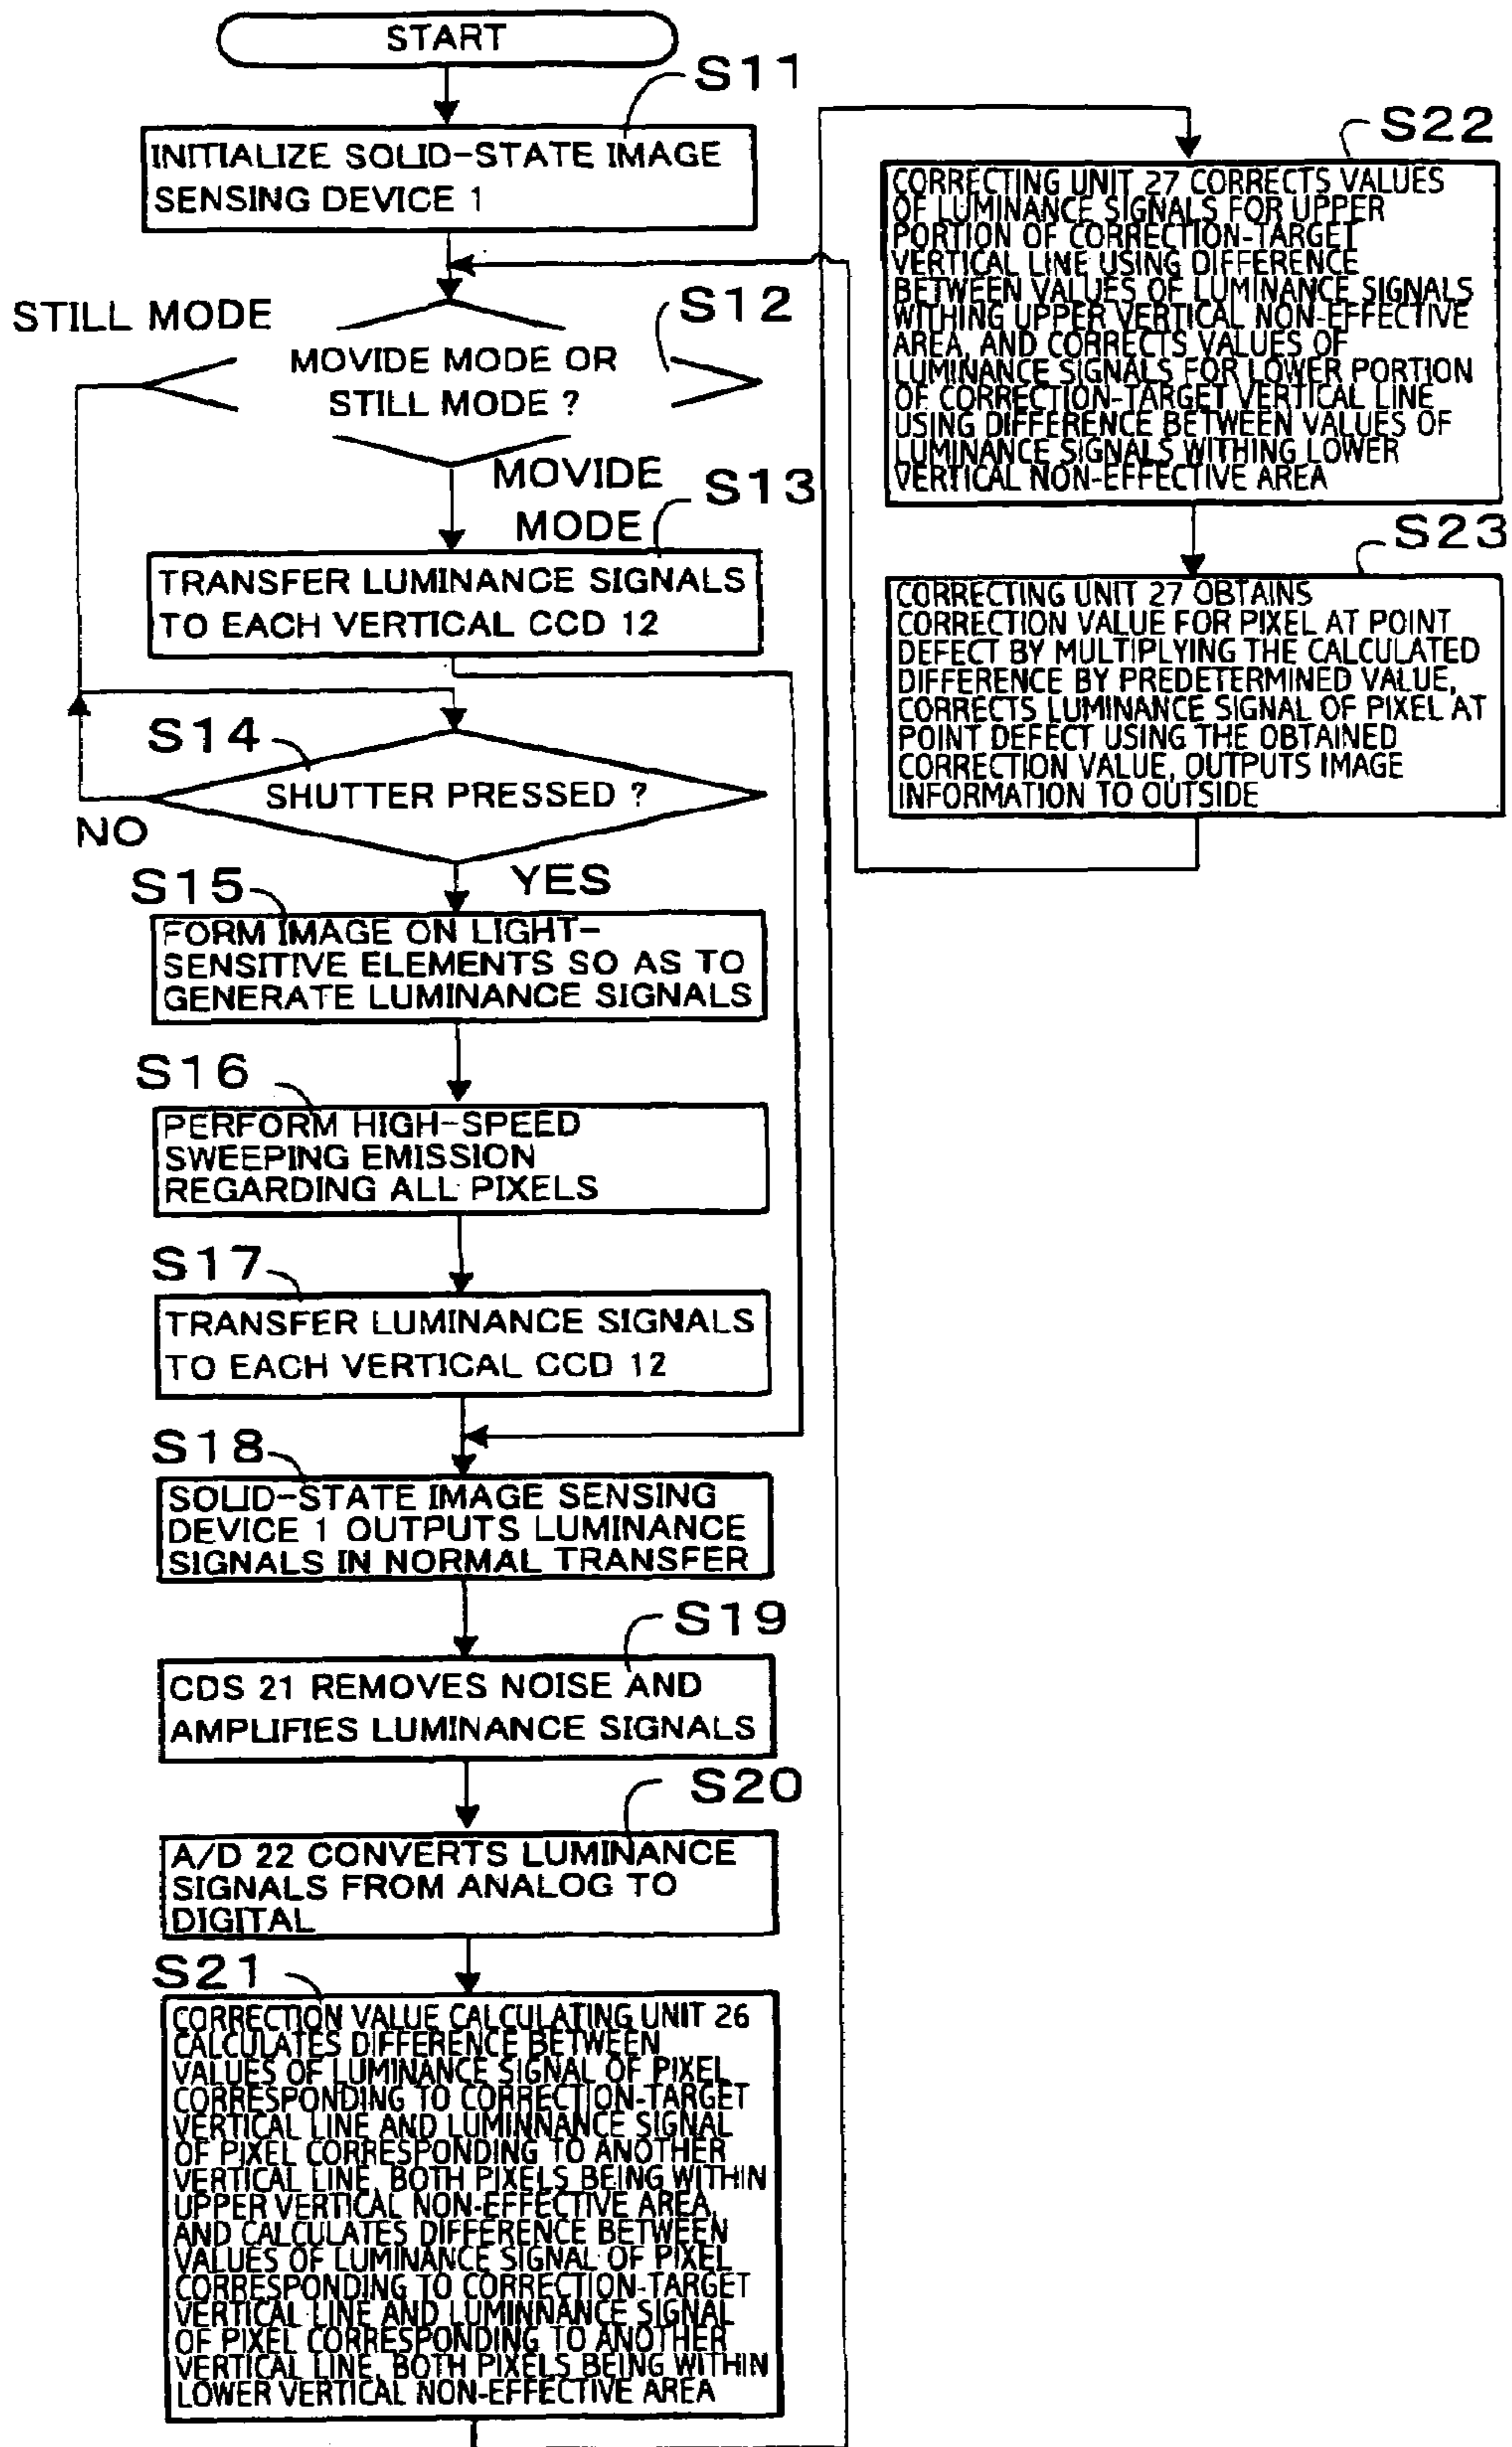 START
S11
INITIALIZE SOLID-STATE IMAGE
SENSING DEVICE 1
STILL MODE
S12
MOVIDE MODE OR
STILL MODE ?
MOVIDE
MODE
S13
TRANSFER LUMINANCE SIGNALS
TO EACH VERTICAL CCD 12
S14
SHUTTER PRESSED ?
NO
YES
S15
FORM IMAGE ON LIGHT-
SENSITIVE ELEMENTS SO AS TO
GENERATE LUMINANCE SIGNALS
S16
PERFORM HIGH-SPEED
SWEEPING EMISSION
REGARDING ALL PIXELS
S17
TRANSFER LUMINANCE SIGNALS
TO EACH VERTICAL CCD 12
S18
SOLID-STATE IMAGE SENSING
DEVICE 1 OUTPUTS LUMINANCE
SIGNALS IN NORMAL TRANSFER
S19
CDS 21 REMOVES NOISE AND
AMPLIFIES LUMINANCE SIGNALS
S20
A/D 22 CONVERTS LUMINANCE
SIGNALS FROM ANALOG TO
DIGITAL
S21
CORRECTION VALUE CALCULATING UNIT 26
CALCULATES DIFFERENCE BETWEEN
VALUES OF LUMINANCE SIGNAL OF PIXEL
CORRESPONDING TO CORRECTION-TARGET
VERTICAL LINE AND LUMINNANCE SIGNAL
OF PIXEL CORRESPONDING TO ANOTHER
VERTICAL LINE, BOTH PIXELS BEING WITHIN
UPPER VERTICAL NON-EFFECTIVE AREA,
AND CALCULATES DIFFERENCE BETWEEN
VALUES OF LUMINANCE SIGNAL OF PIXEL
CORRESPONDING TO CORRECTION-TARGET
VERTICAL LINE AND LUMINNANCE SIGNAL
OF PIXEL CORRESPONDING TO ANOTHER
VERTICAL LINE, BOTH PIXELS BEING WITHIN
LOWER VERTICAL NON-EFFECTIVE AREA
S22
CORRECTING UNIT 27 CORRECTS VALUES
OF LUMINANCE SIGNALS FOR UPPER
PORTION OF CORRECTION-TARGET
VERTICAL LINE USING DIFFERENCE
BETWEEN VALUES OF LUMINANCE SIGNALS
WITHING UPPER VERTICAL NON-EFFECTIVE
AREA, AND CORRECTS VALUES OF
LUMINANCE SIGNALS FOR LOWER PORTION
OF CORRECTION-TARGET VERTICAL LINE
USING DIFFERENCE BETWEEN VALUES OF
LUMINANCE SIGNALS WITHING LOWER
VERTICAL NON-EFFECTIVE AREA
S23
CORRECTING UNIT 27 OBTAINS
CORRECTION VALUE FOR PIXEL AT POINT
DEFECT BY MULTIPLYING THE CALCULATED
DIFFERENCE BY PREDETERMINED VALUE,
CORRECTS LUMINANCE SIGNAL OF PIXEL AT
POINT DEFECT USING THE OBTAINED
CORRECTION VALUE, OUTPUTS IMAGE
INFORMATION TO OUTSIDE